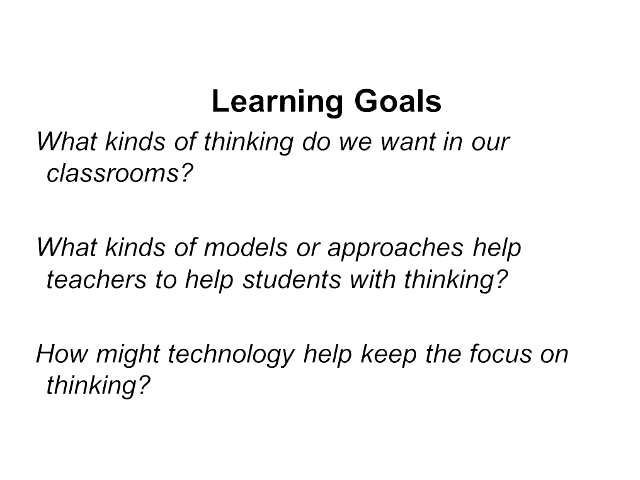 Learning Goals
What kinds of thinking do we want in our
classrooms?
What kinds of models or approaches help
teachers to help students with thinking?
How might technology help keep the focus on
thinking?